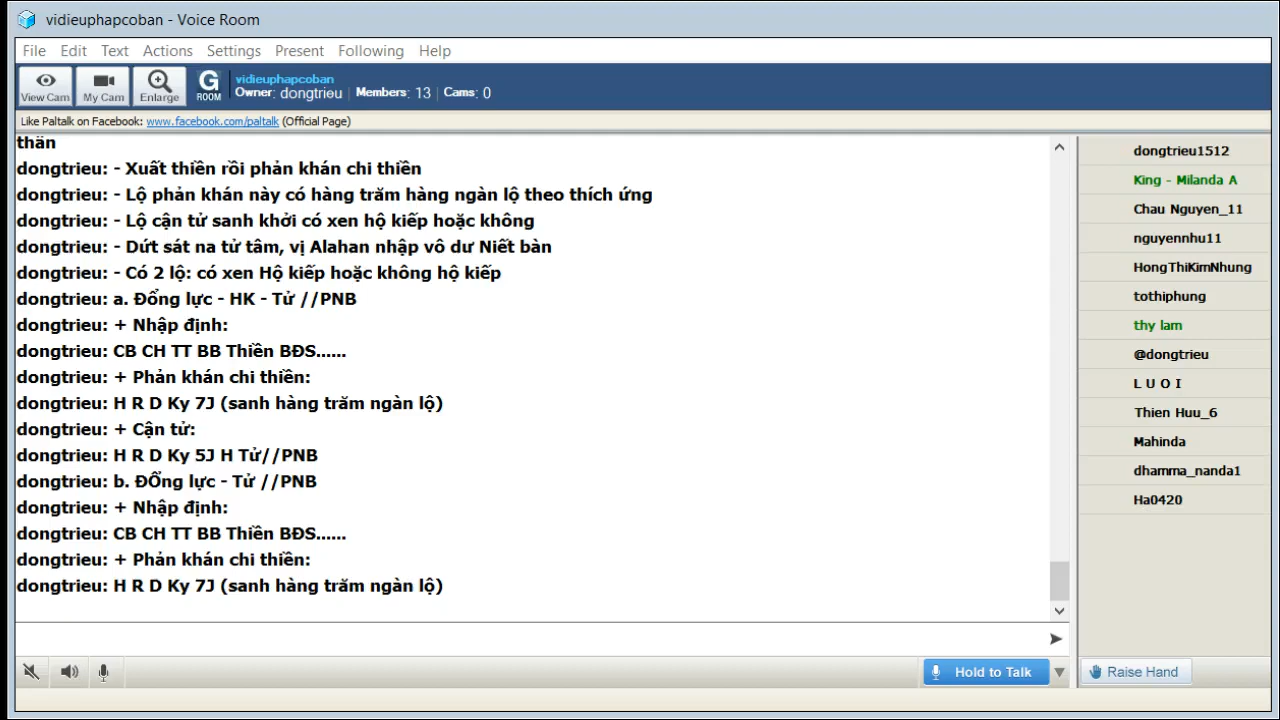 vidieuphapcoban - Voice Room
File Edit Text Actions Settings Present Following Help
View Cam My Cam Enlarge G ROOM vidieuphapcoban
Owner: dongtrieu | Members: 13 | Cams: 0
Like Paltalk on Facebook: www.facebook.com/paltalk (Official Page)
thân
dongtrieu: - Xuất thiền rồi phản khán chi thiền
dongtrieu: - Lộ phản khán này có hàng trăm hàng ngàn lộ theo thích ứng
dongtrieu: - Lộ cận tử sanh khởi có xen hộ kiếp hoặc không
dongtrieu: - Dứt sát na tử tâm, vị Alahan nhập vô dư Niết bàn
dongtrieu: - Có 2 lộ: có xen Hộ kiếp hoặc không hộ kiếp
dongtrieu: a. Đổng lực - HK - Tử //PNB
dongtrieu: + Nhập định:
dongtrieu: CB CH TT BB Thiền BĐS......
dongtrieu: + Phản khán chi thiền:
dongtrieu: H R D Ky 7J (sanh hàng trăm ngàn lộ)
dongtrieu: + Cận tử:
dongtrieu: H R D Ky 5J H Tử//PNB
dongtrieu: b. ĐỔng lực - Tử //PNB
dongtrieu: + Nhập định:
dongtrieu: CB CH TT BB Thiền BĐS......
dongtrieu: + Phản khán chi thiền:
dongtrieu: H R D Ky 7J (sanh hàng trăm ngàn lộ)
dongtrieu1512
King - Milanda A
Chau Nguyen_11
nguyennhu11
HongThiKimNhung
tothiphung
thy lam
@dongtrieu
L U O I
Thien Huu_6
Mahinda
dhamma_nanda1
Ha0420
Hold to Talk
Raise Hand